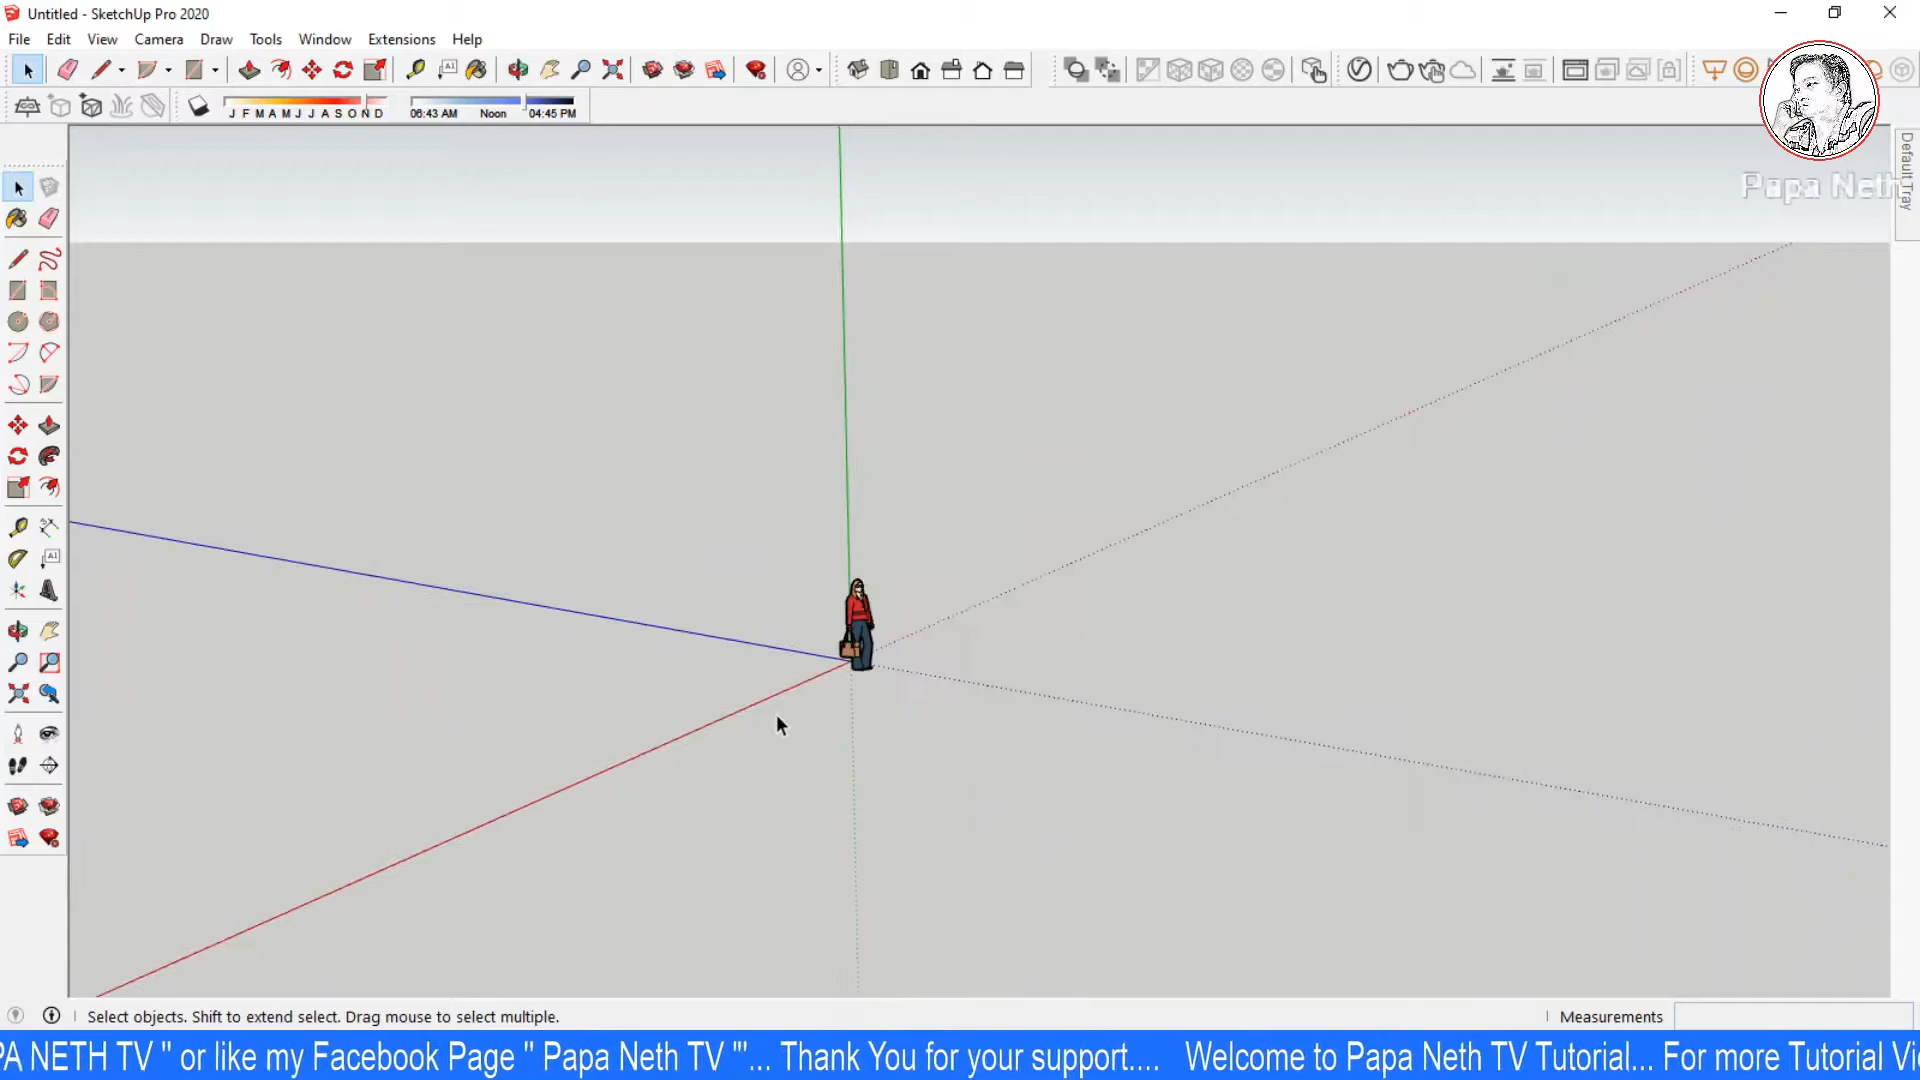 Untitled - SketchUp Pro 2020
File Edit View Camera Draw Tools Window Extensions Help
A1
J F M A M J J A S O N D
06:43 AM Noon 04:45 PM
Default Tray
Papa Neth
A1
Select objects. Shift to extend select. Drag mouse to select multiple.
Measurements
PA NETH TV " or like my Facebook Page " Papa Neth TV "'... Thank You for your support.... Welcome to Papa Neth TV Tutorial... For more Tutorial Vi